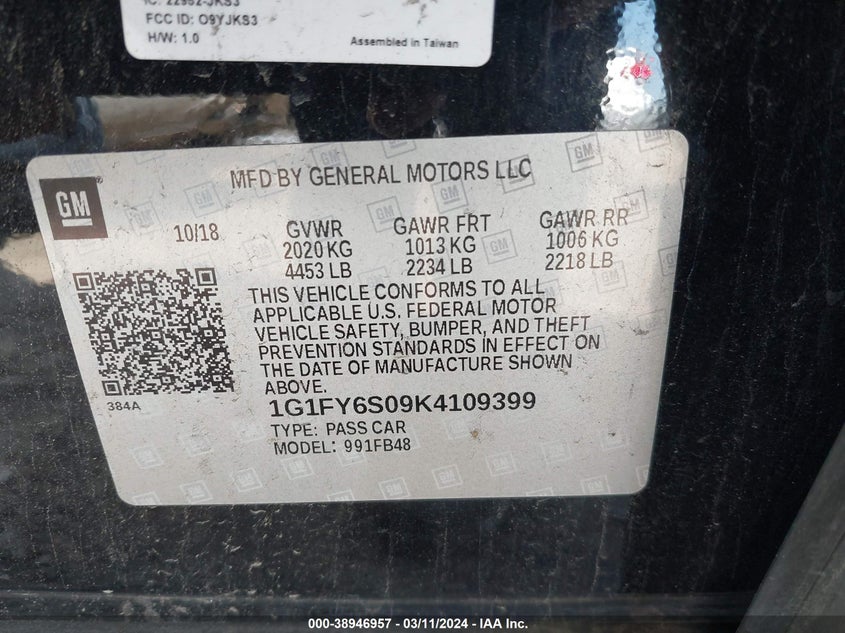 IC: 22952-JKS3
FCC ID: O9YJKS3
H/W: 1.0
Assembled in Taiwan
GM
MFD BY GENERAL MOTORS LLC
10/18 GVWR GAWR FRT GAWR RR
2020 KG 1013 KG 1006 KG
4453 LB 2234 LB 2218 LB
THIS VEHICLE CONFORMS TO ALL
APPLICABLE U.S. FEDERAL MOTOR
VEHICLE SAFETY, BUMPER, AND THEFT
PREVENTION STANDARDS IN EFFECT ON
THE DATE OF MANUFACTURE SHOWN
ABOVE.
384A
1G1FY6S09K4109399
TYPE: PASS CAR
MODEL: 991FB48
000-38946957 - 03/11/2024 - IAA Inc.